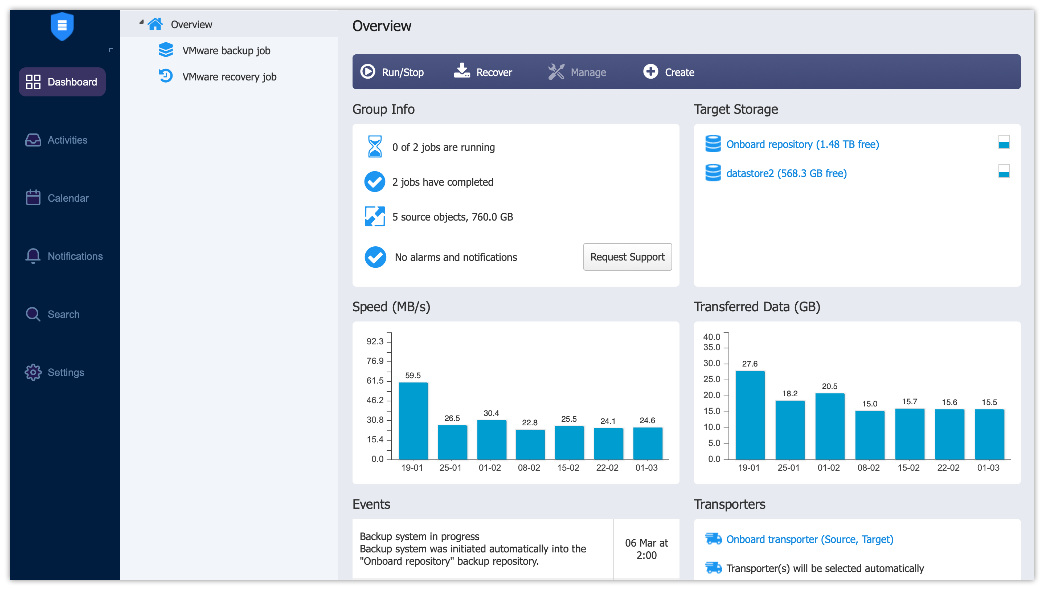 Dashboard
Activities
Calendar
Notifications
Search
Settings
Overview
VMware backup job
VMware recovery job
Overview
Run/Stop
Recover
Manage
Create
Group Info
0 of 2 jobs are running
2 jobs have completed
5 source objects, 760.0 GB
No alarms and notifications
Request Support
Target Storage
Onboard repository (1.48 TB free)
datastore2 (568.3 GB free)
Speed (MB/s)
92.3
76.9
61.5
46.2
30.8
15.4
0.0
59.5
26.5
30.4
22.8
25.5
24.1
24.6
19-01
25-01
01-02
08-02
15-02
22-02
01-03
Transferred Data (GB)
40.0
35.0
30.0
25.0
20.0
15.0
10.0
5.0
0.0
27.6
18.2
20.5
15.0
15.7
15.6
15.5
19-01
25-01
01-02
08-02
15-02
22-02
01-03
Events
Backup system in progress
Backup system was initiated automatically into the
"Onboard repository" backup repository.
06 Mar at
2:00
Transporters
Onboard transporter (Source, Target)
Transporter(s) will be selected automatically